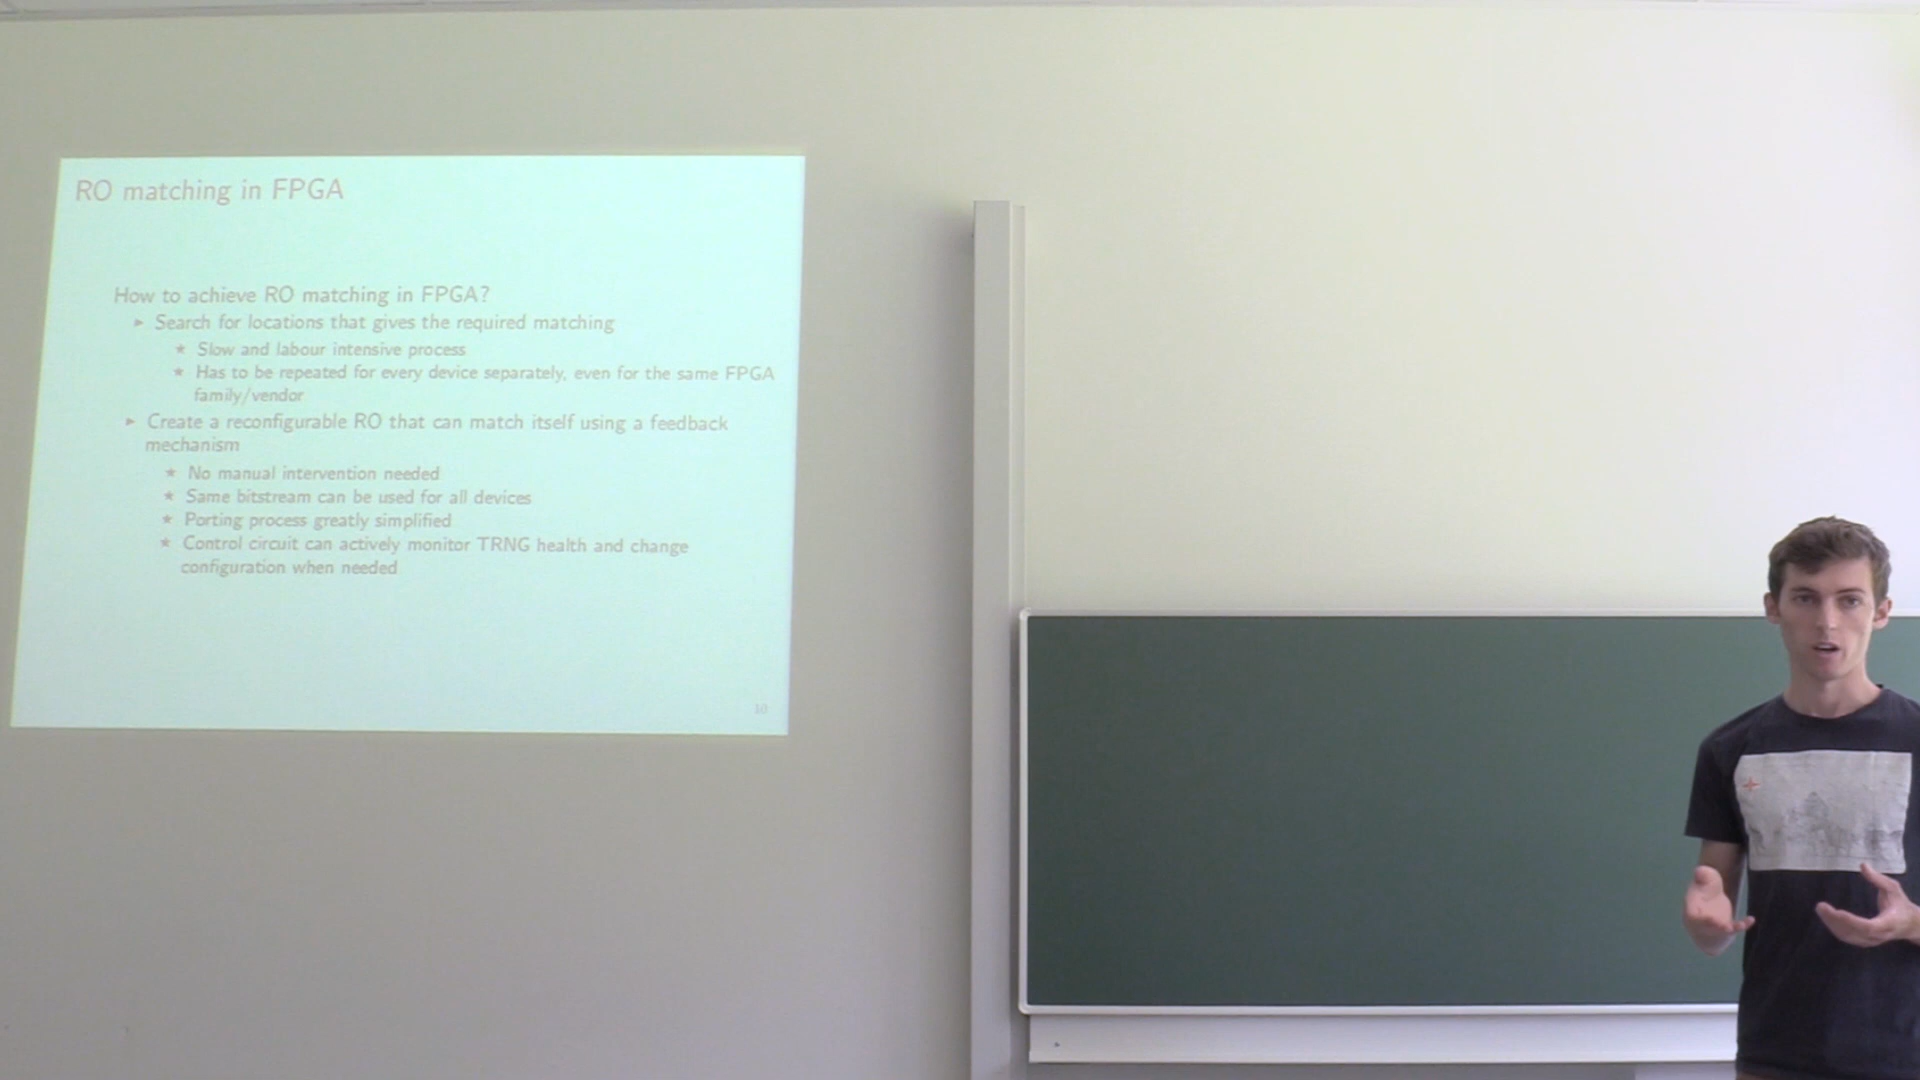 RO matching in FPGA
How to achieve RO matching in FPGA?
► Search for locations that gives the required matching
★ Slow and labour intensive process
★ Has to be repeated for every device separately, even for the same FPGA
family/vendor
► Create a reconfigurable RO that can match itself using a feedback
mechanism
★ No manual intervention needed
★ Same bitstream can be used for all devices
★ Porting process greatly simplified
★ Control circuit can actively monitor TRNG health and change
configuration when needed
10